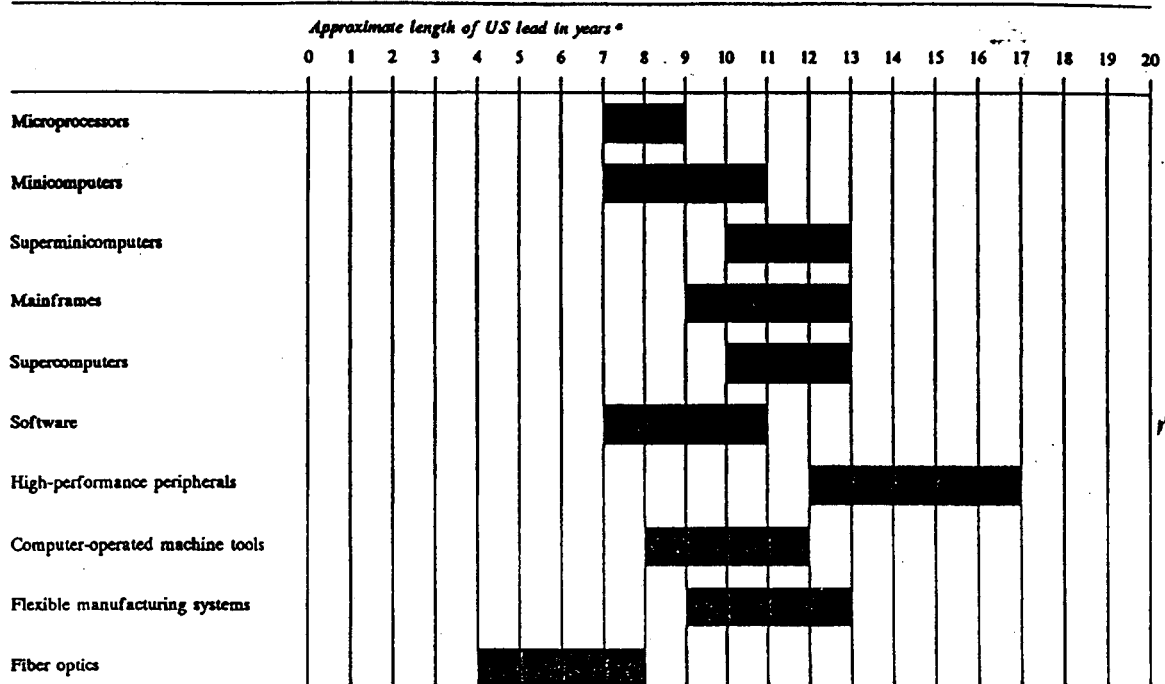 Approximate length of US lead in years a
0 1 2 3 4 5 6 7 8 9 10 11 12 13 14 15 16 17 18 19 20
Microprocessors
Minicomputers
Superminicomputers
Mainframes
Supercomputers
Software
High-performance peripherals
Computer-operated machine tools
Flexible manufacturing systems
Fiber optics